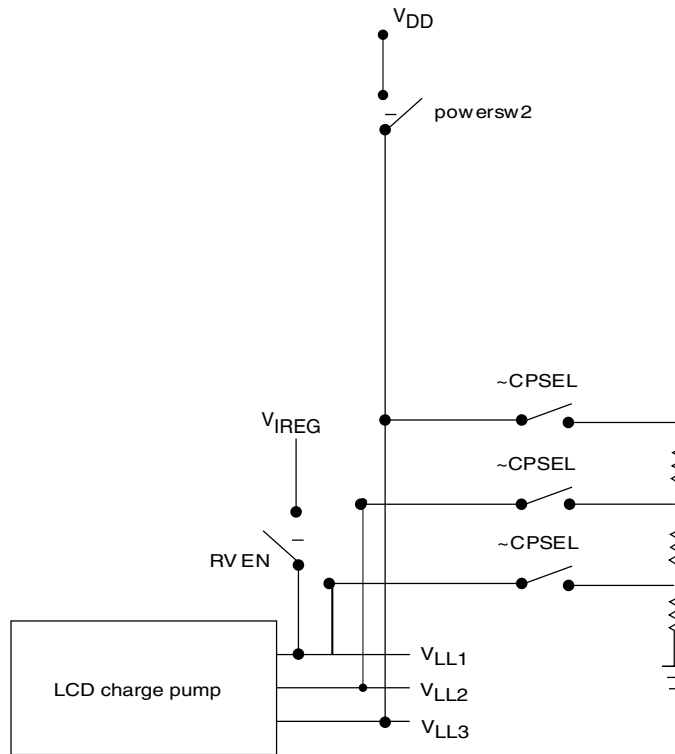 VDD
powersw2
~CPSEL
VIREG
~CPSEL
~CPSEL
RVEN
VLL1
LCD charge pump
VLL2
VLL3